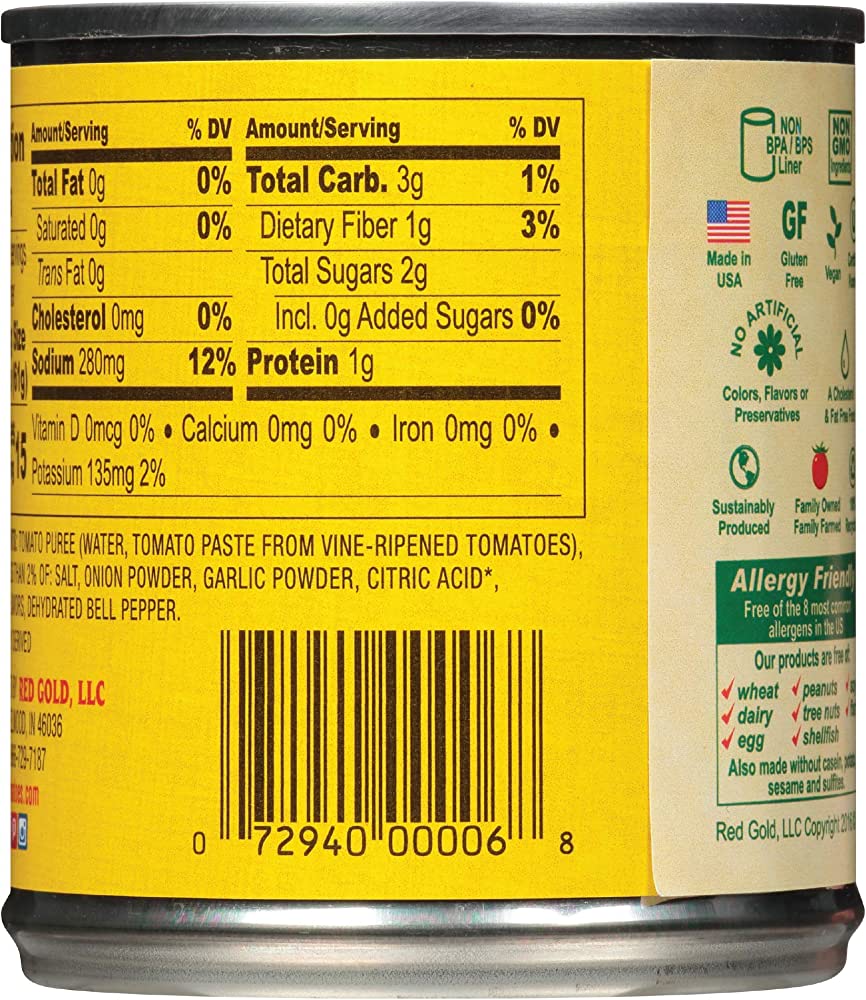 Amount/Serving % DV Amount/Serving % DV
Total Fat 0g 0% Total Carb. 3g 1%
Saturated 0g 0% Dietary Fiber 1g 3%
Trans Fat 0g Total Sugars 2g
Cholesterol 0mg 0% Incl. 0g Added Sugars 0%
Sodium 280mg 12% Protein 1g
15
Vitamin D 0mcg 0% • Calcium 0mg 0% • Iron 0mg 0% •
Potassium 135mg 2%
TOMATO PUREE (WATER, TOMATO PASTE FROM VINE-RIPENED TOMATOES),
THAN 2% OF: SALT, ONION POWDER, GARLIC POWDER, CITRIC ACID*,
DEHYDRATED BELL PEPPER.
RED GOLD, LLC
IN 46036
0 72940 00006 8
NON
BPA/BPS
Liner
NON
GMO
Ingredients
Made in
USA
GF
Gluten
Free
Vegan
NO ARTIFICIAL
Colors, Flavors or
Preservatives
A
& Fat Free
Sustainably
Produced
Family Owned
Family Farmed
Allergy Friendly
Free of the 8 most common
allergens in the US
Our products are free of:
wheat peanuts
dairy tree nuts
egg shellfish
Also made without casein,
sesame and sulfites.
Red Gold, LLC Copyright